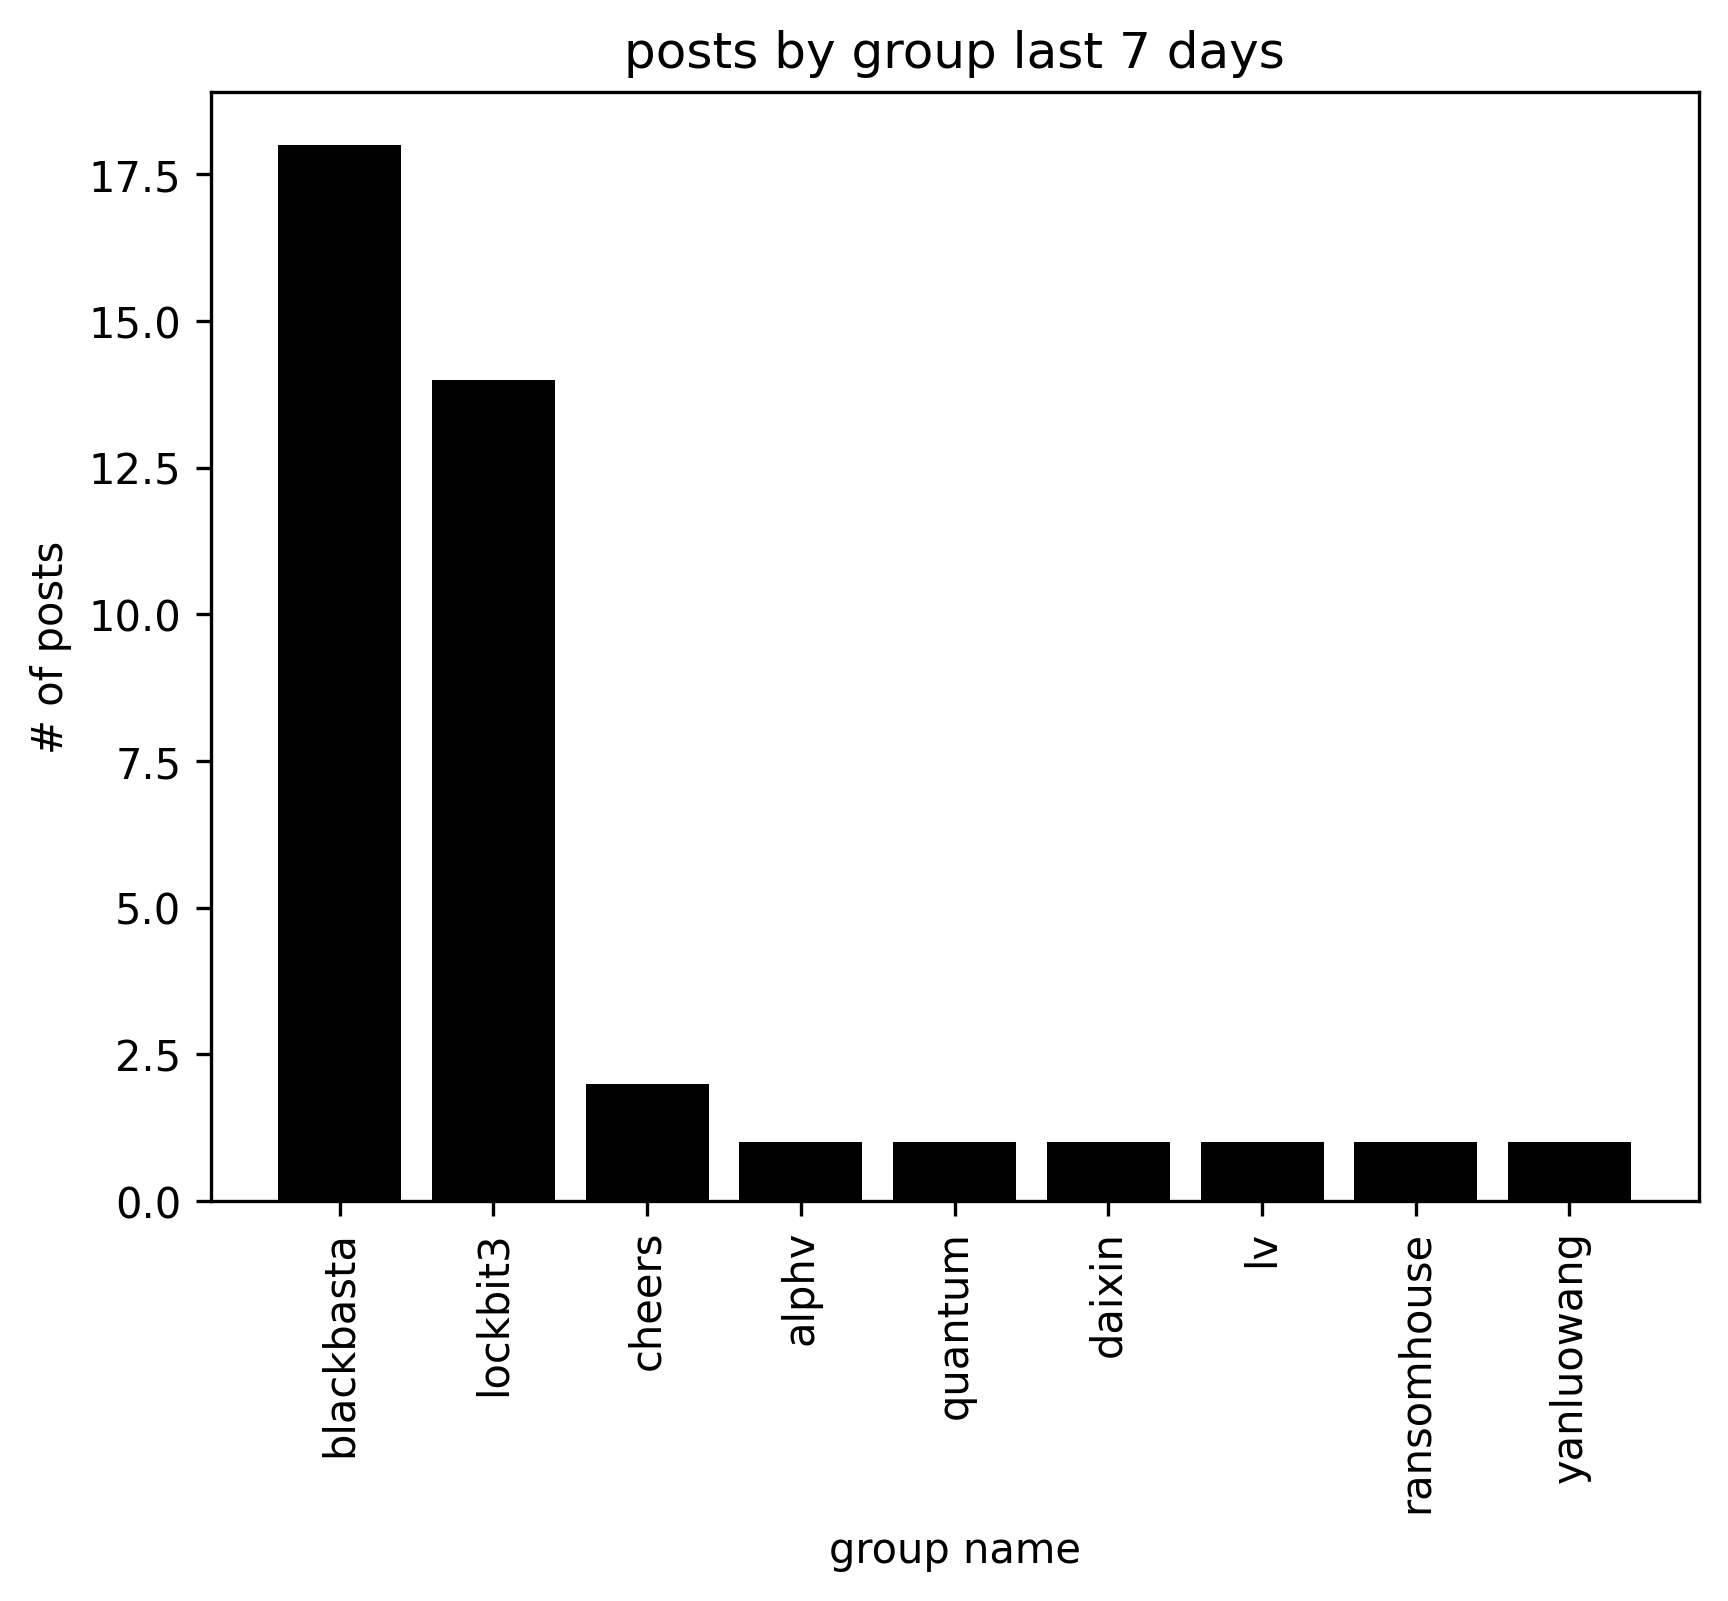 posts by group last 7 days
# of posts
17.5
15.0
12.5
10.0
7.5
5.0
2.5
0.0
blackbasta
lockbit3
cheers
alphv
quantum
daixin
lv
ransomhouse
yanluowang
group name